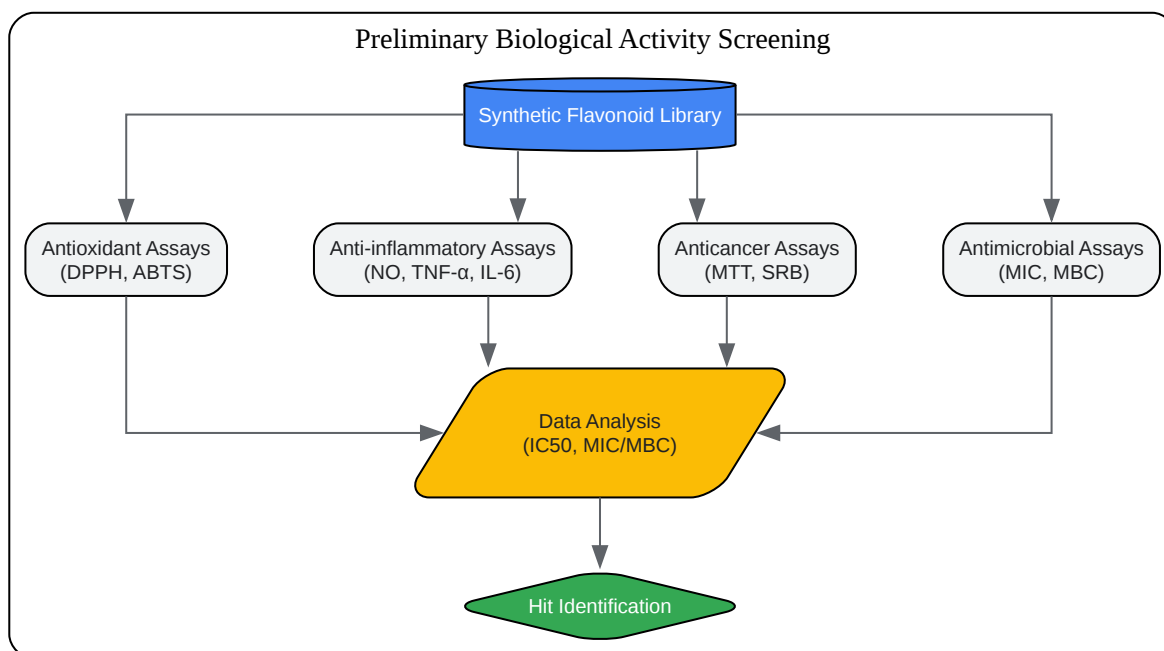 Preliminary Biological Activity Screening
Synthetic Flavonoid Library
Antioxidant Assays
(DPPH, ABTS)
Anti-inflammatory Assays
(NO, TNF-α, IL-6)
Anticancer Assays
(MTT, SRB)
Antimicrobial Assays
(MIC, MBC)
Data Analysis
(IC50, MIC/MBC)
Hit Identification